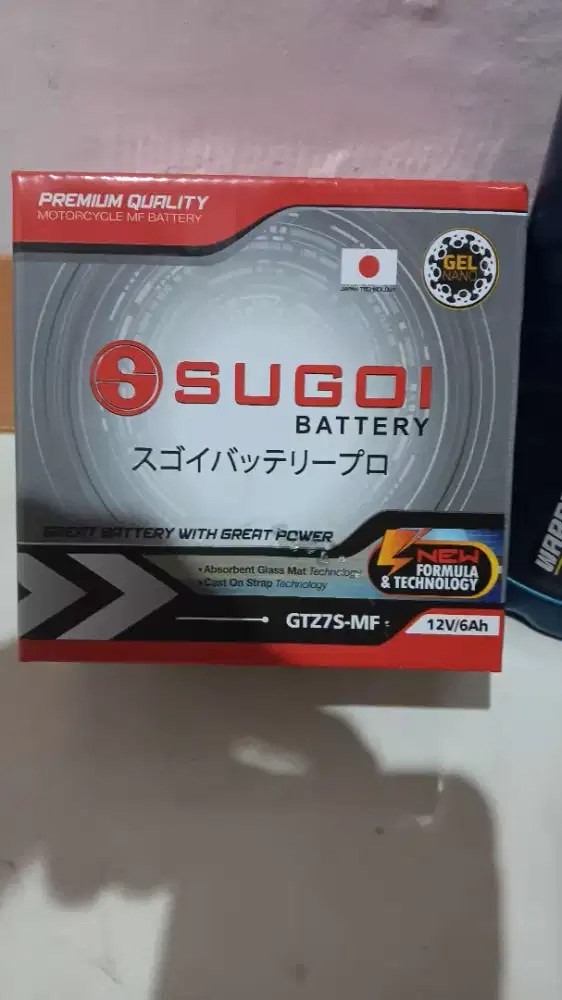 PREMIUM QUALITY
MOTORCYCLE MF BATTERY
JAPAN TECHNOLOGY
GEL
NANO
SUGOI
BATTERY
スゴイバッテリープロ
GREAT BATTERY WITH GREAT POWER
• Absorbent Glass Mat Technology
• Cast On Strap Technology
NEW
FORMULA
& TECHNOLOGY
GTZ7S-MF
12V/6Ah